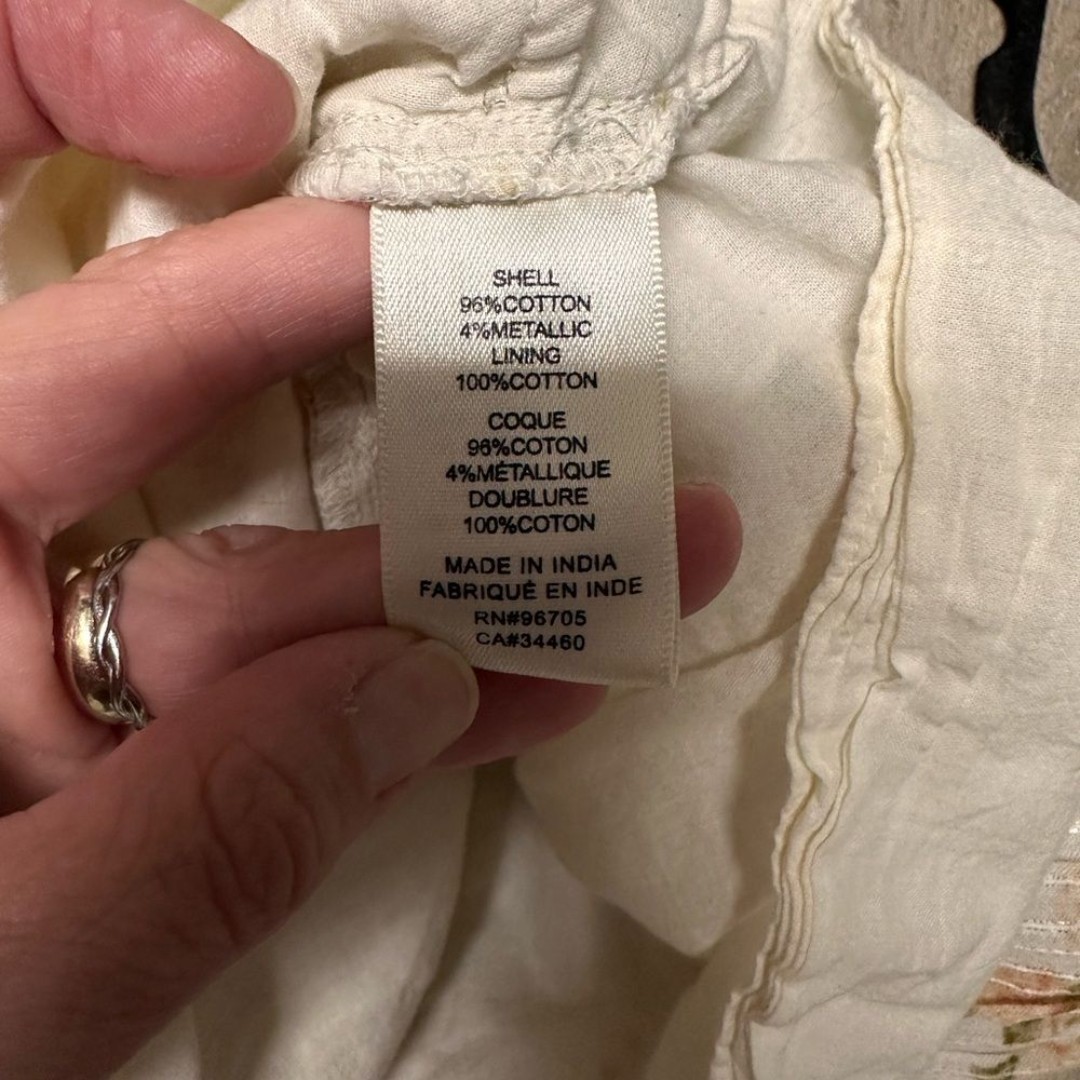 SHELL
96%COTTON
4%METALLIC
LINING
100%COTTON
COQUE
96%COTON
4%MÉTALLIQUE
DOUBLURE
100%COTON
MADE IN INDIA
FABRIQUÉ EN INDE
RN#96705
CA#34460